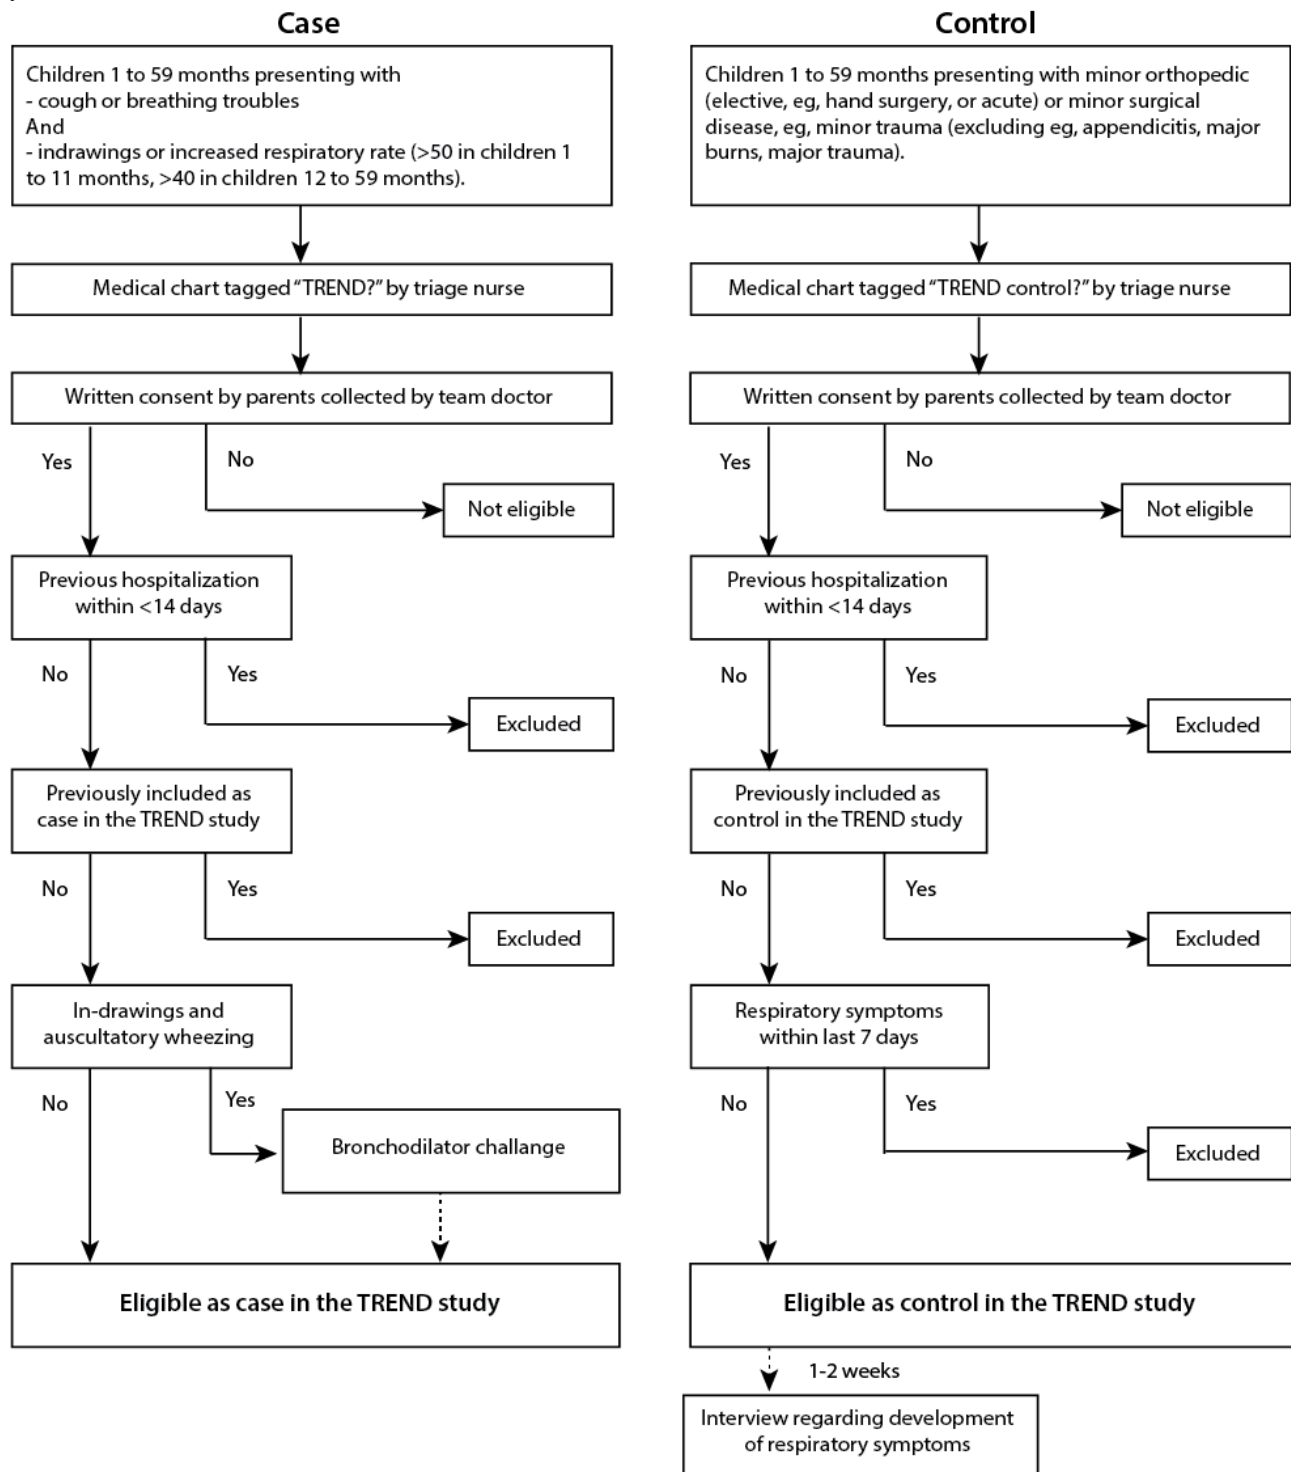 Case
Children 1 to 59 months presenting with
- cough or breathing troubles
And
- indrawings or increased respiratory rate (>50 in children 1
to 11 months, >40 in children 12 to 59 months).
Medical chart tagged “TREND?” by triage nurse
Written consent by parents collected by team doctor
Yes
No
Not eligible
Previous hospitalization
within <14 days
No
Yes
Excluded
Previously included as
case in the TREND study
No
Yes
Excluded
In-drawings and
auscultatory wheezing
No
Yes
Bronchodilator challange
Eligible as case in the TREND study
Control
Children 1 to 59 months presenting with minor orthopedic
(elective, eg, hand surgery, or acute) or minor surgical
disease, eg, minor trauma (excluding eg, appendicitis, major
burns, major trauma).
Medical chart tagged “TREND control?” by triage nurse
Written consent by parents collected by team doctor
Yes
No
Not eligible
Previous hospitalization
within <14 days
No
Yes
Excluded
Previously included as
control in the TREND study
No
Yes
Excluded
Respiratory symptoms
within last 7 days
No
Yes
Excluded
Eligible as control in the TREND study
1-2 weeks
Interview regarding development
of respiratory symptoms